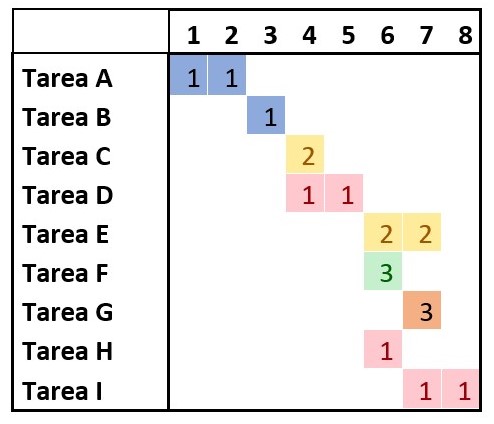 1 2 3 4 5 6 7 8
Tarea A 1 1
Tarea B 1
Tarea C 2
Tarea D 1 1
Tarea E 2 2
Tarea F 3
Tarea G 3
Tarea H 1
Tarea I 1 1